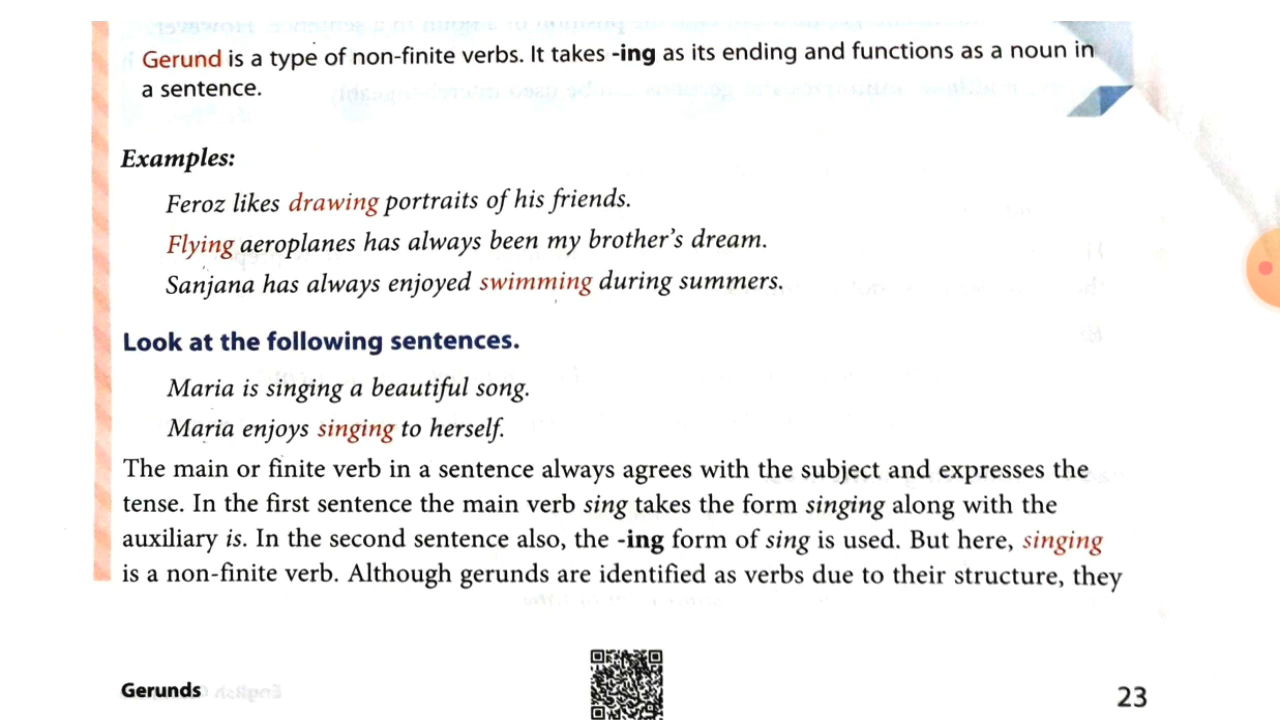 Gerund is a type of non-finite verbs. It takes -ing as its ending and functions as a noun in
a sentence.
Examples:
Feroz likes drawing portraits of his friends.
Flying aeroplanes has always been my brother's dream.
Sanjana has always enjoyed swimming during summers.
Look at the following sentences.
Maria is singing a beautiful song.
Maria enjoys singing to herself.
The main or finite verb in a sentence always agrees with the subject and expresses the
tense. In the first sentence the main verb sing takes the form singing along with the
auxiliary is. In the second sentence also, the -ing form of sing is used. But here, singing
is a non-finite verb. Although gerunds are identified as verbs due to their structure, they
Gerunds
23